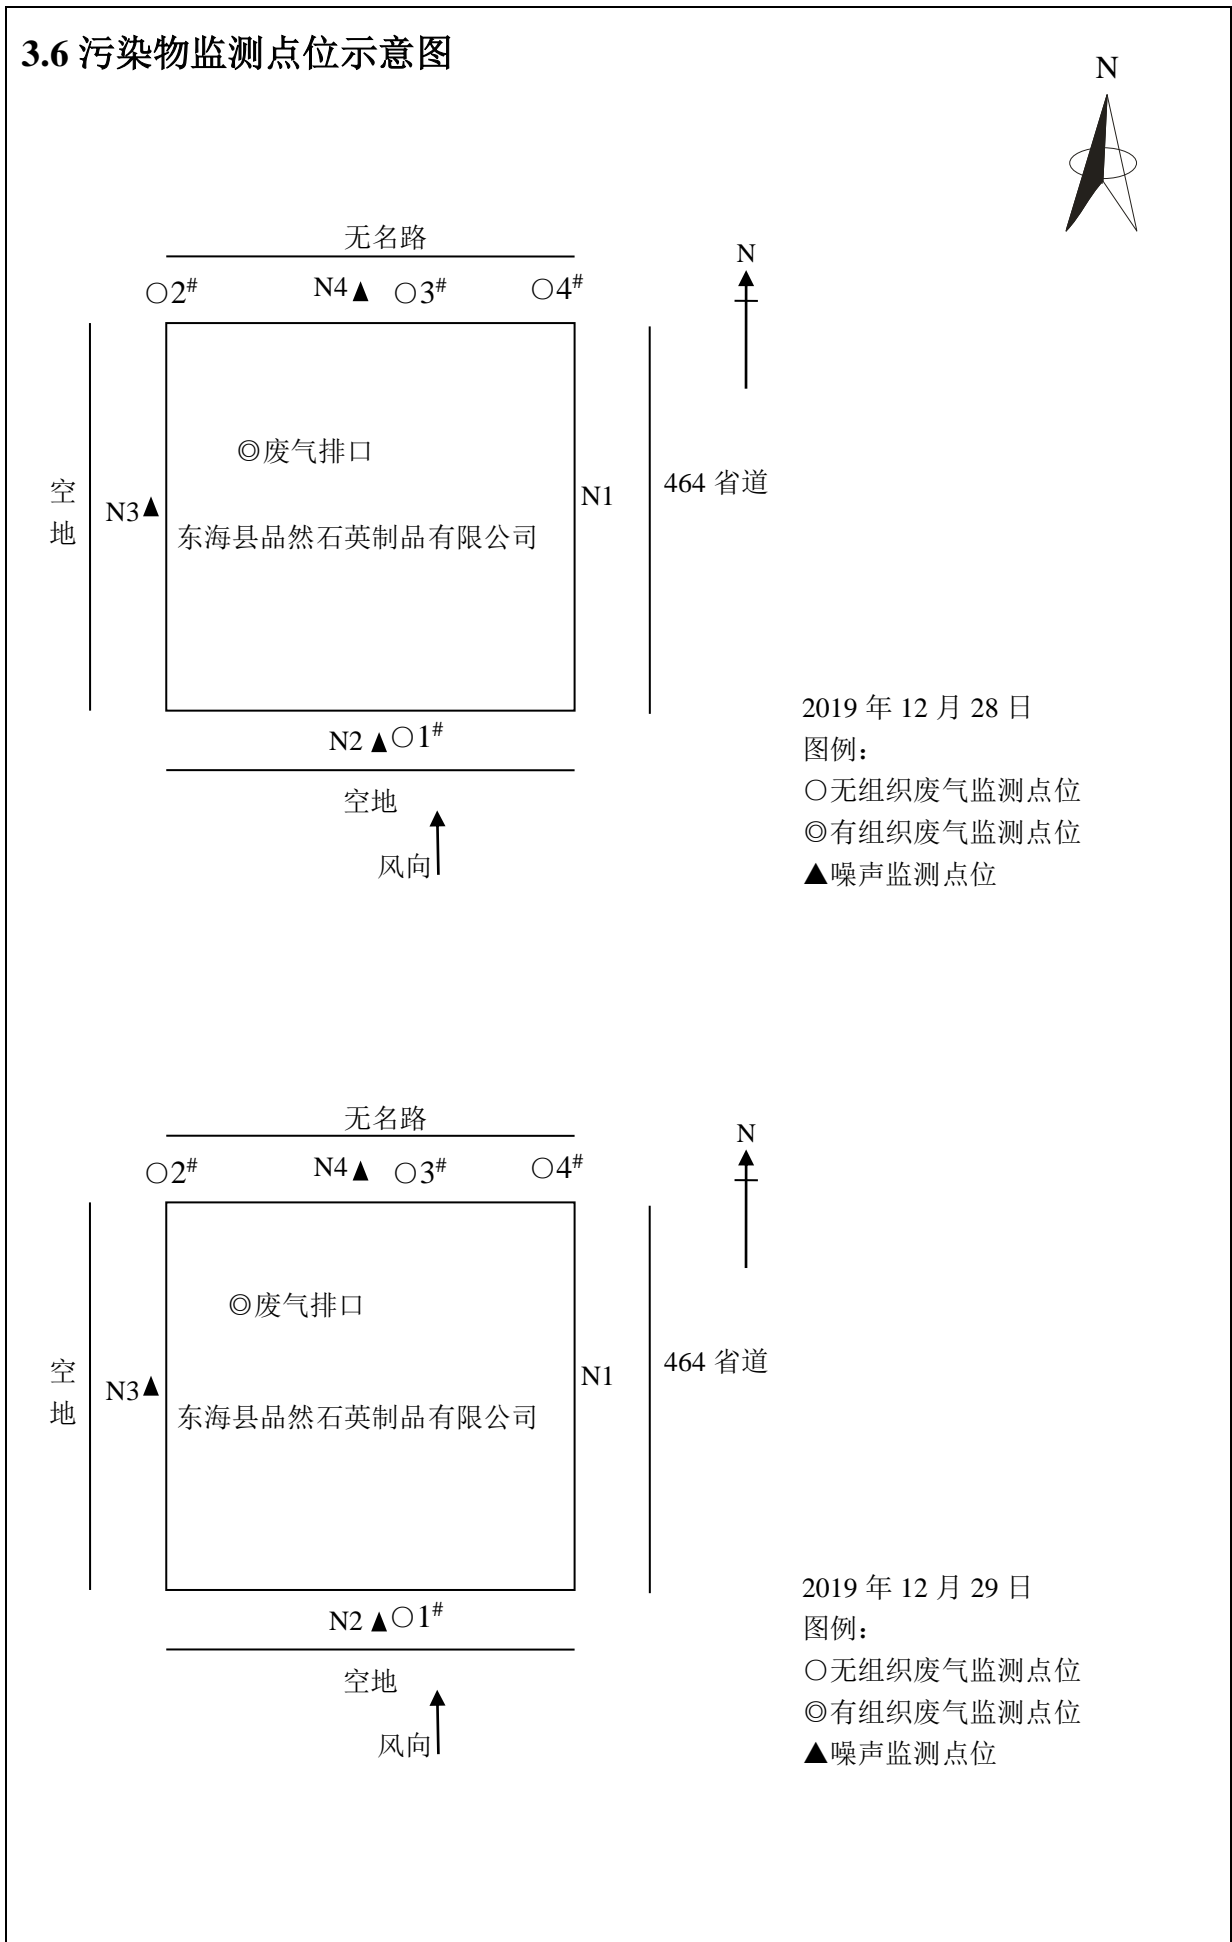 3.6 污染物监测点位示意图
N
无名路
N
○2#
N4▲
○3#
○4#
◎废气排口
空地
N3▲
N1
464 省道
东海县品然石英制品有限公司
N2▲○1#
空地
风向
2019 年 12 月 28 日
图例:
○无组织废气监测点位
◎有组织废气监测点位
▲噪声监测点位
无名路
N
○2#
N4▲
○3#
○4#
◎废气排口
空地
N3▲
N1
464 省道
东海县品然石英制品有限公司
N2▲○1#
空地
风向
2019 年 12 月 29 日
图例:
○无组织废气监测点位
◎有组织废气监测点位
▲噪声监测点位